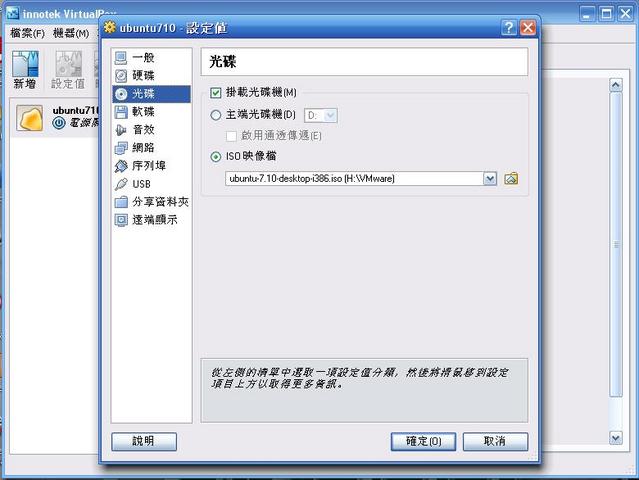 innotek VirtualBox
檔案(F) 機器(M)
新增
設定值
ubuntu710
電源
ubuntu710 - 設定值
一般
硬碟
光碟
軟碟
音效
網路
序列埠
USB
分享資料夾
遠端顯示
光碟
掛載光碟機(M)
主端光碟機(D) D:
啟用通透傳遞(E)
ISO 映像檔
ubuntu-7.10-desktop-i386.iso (H:\VMware)
從左側的清單中選取一項設定值分類，然後將滑鼠移到設定
項目上方以取得更多資訊。
說明
確定(O)
取消